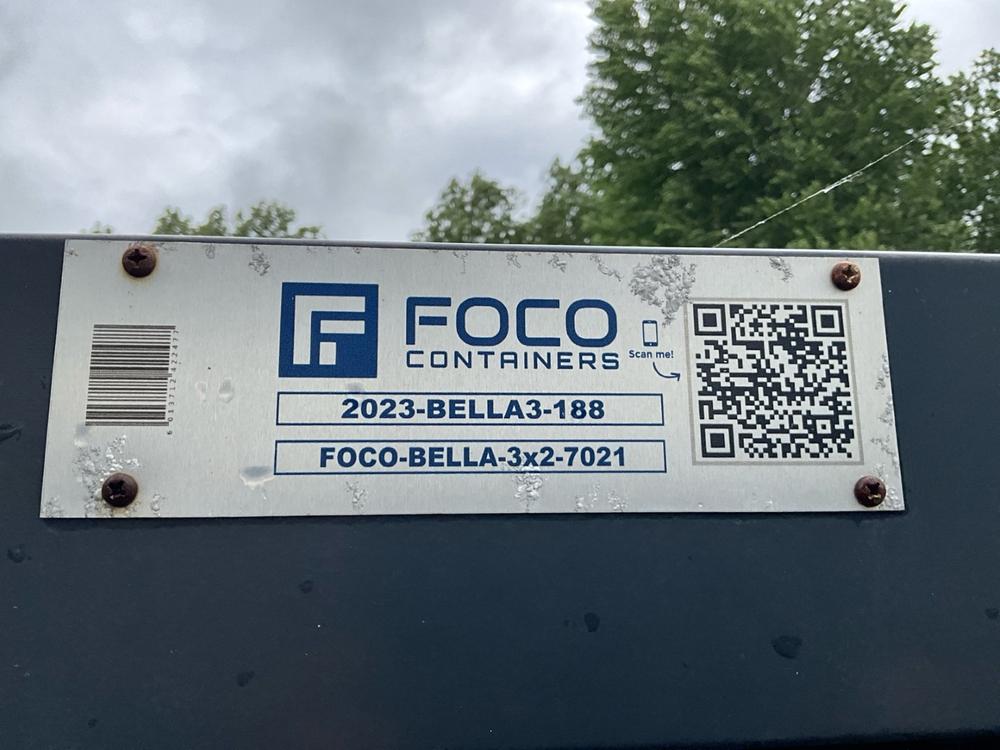 FOCO
CONTAINERS
Scan me!
2023-BELLA3-188
FOCO-BELLA-3x2-7021